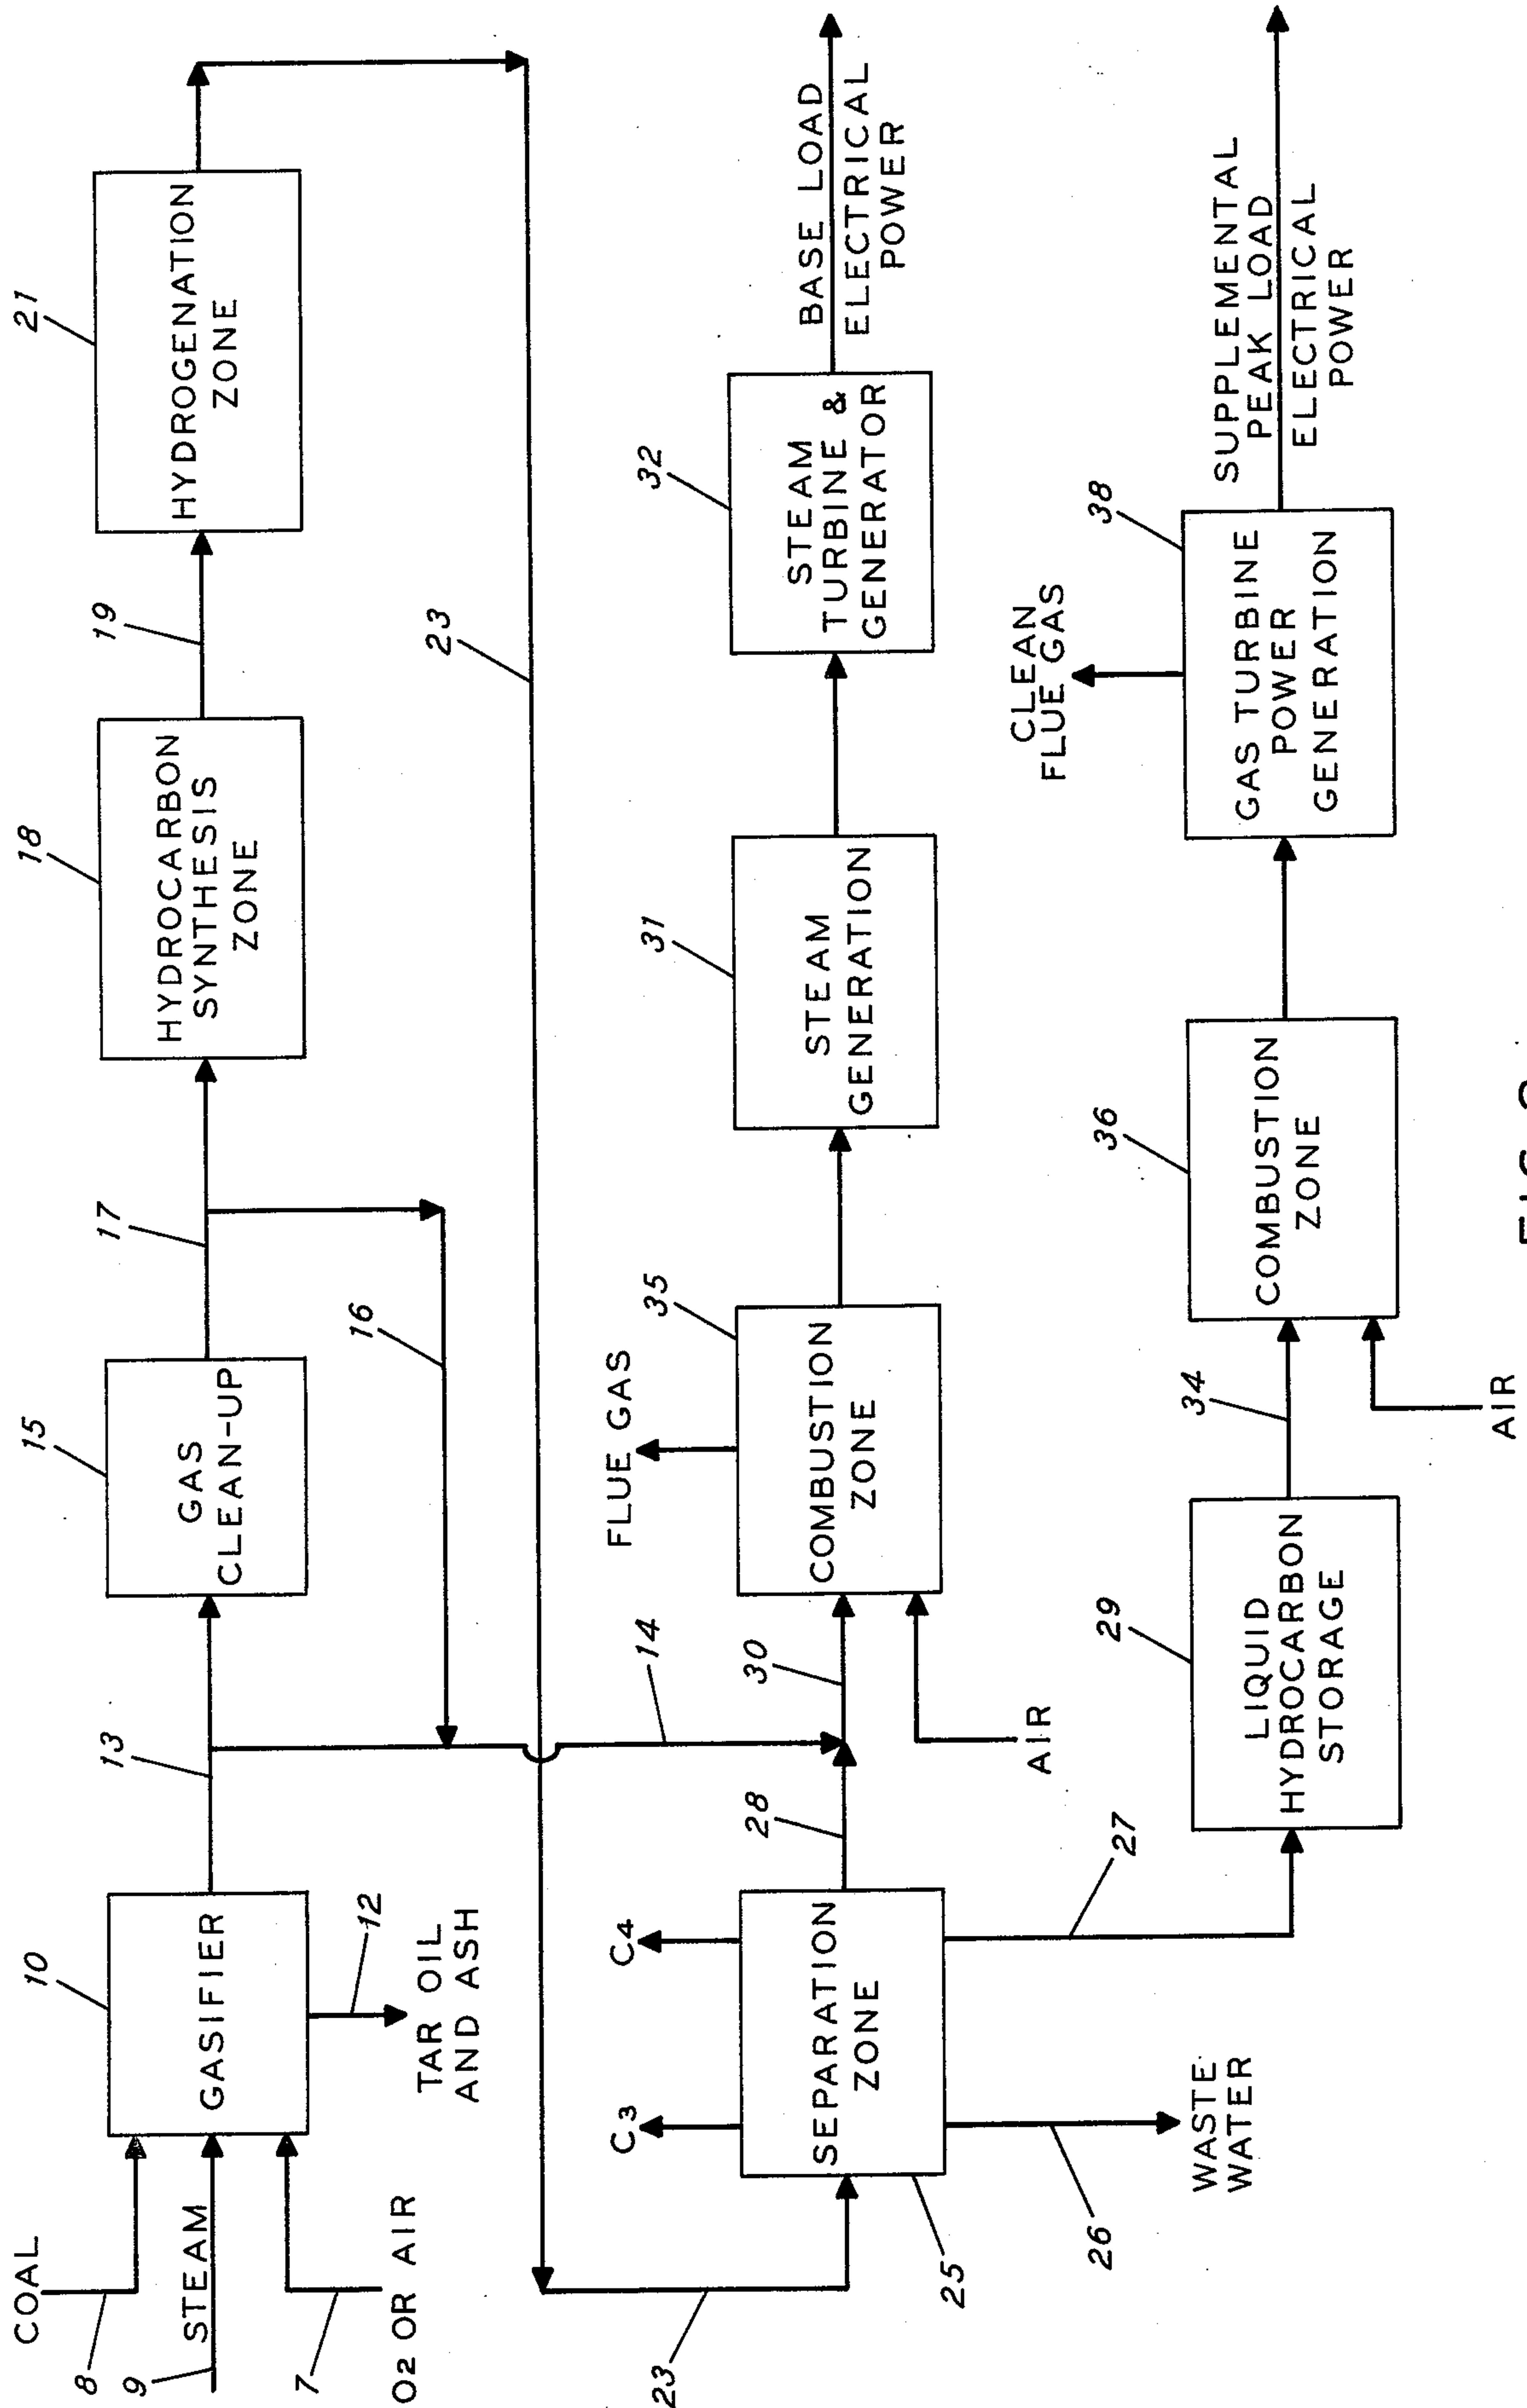 COAL
8
STEAM
9
7
O2 OR AIR
10
GASIFIER
12
TAR OIL
AND ASH
13
15
GAS
CLEAN-UP
17
16
18
HYDROCARBON
SYNTHESIS
ZONE
19
21
HYDROGENATION
ZONE
23
23
C3
C4
SEPARATION
ZONE
25
26
WASTE
WATER
27
28
14
30
AIR
FLUE GAS
35
COMBUSTION
ZONE
31
STEAM
GENERATION
32
STEAM
TURBINE &
GENERATOR
BASE LOAD
ELECTRICAL
POWER
29
LIQUID
HYDROCARBON
STORAGE
34
AIR
36
COMBUSTION
ZONE
CLEAN
FLUE GAS
38
GAS TURBINE
POWER
GENERATION
SUPPLEMENTAL
PEAK LOAD
ELECTRICAL
POWER